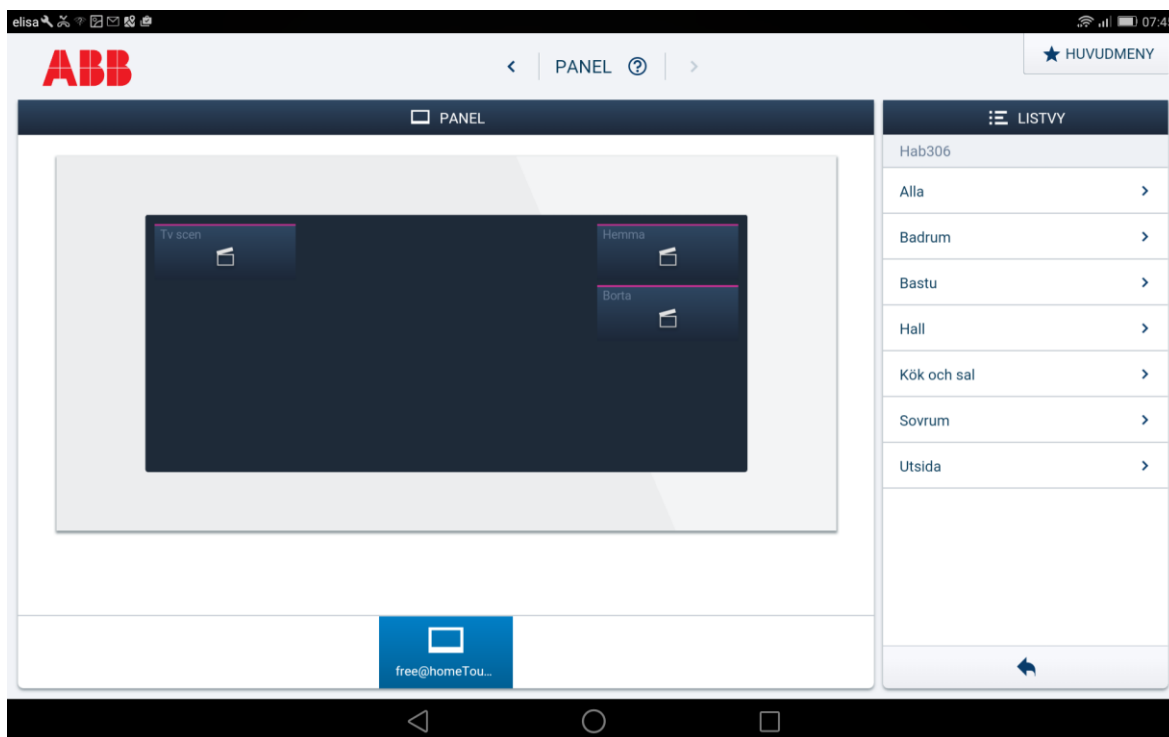 elisa 07:45
ABB
PANEL
HUVUDMENY
PANEL
Tv scen
Hemma
Borta
free@homeTou...
LISTVY
Hab306
Alla
Badrum
Bastu
Hall
Kök och sal
Sovrum
Utsida